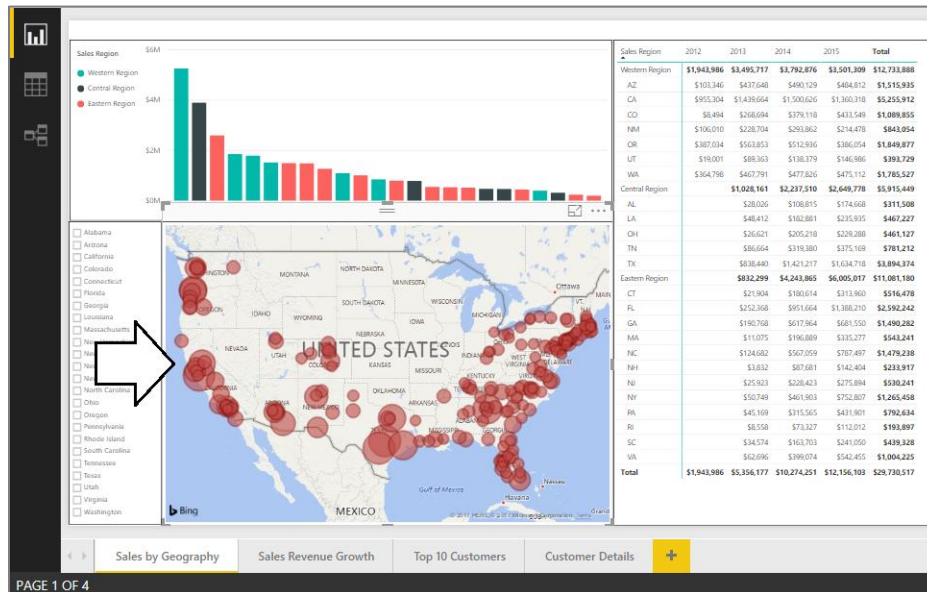 Sales Region
Western Region
Central Region
Eastern Region
$6M
$4M
$2M
$0M
Sales Region 2012 2013 2014 2015 Total
Western Region $1,943,986 $3,495,717 $3,792,876 $3,501,309 $12,733,888
AZ $103,346 $437,648 $490,129 $484,812 $1,515,935
CA $955,304 $1,439,664 $1,500,626 $1,360,318 $5,255,912
CO $8,494 $268,694 $379,118 $433,549 $1,089,855
NM $106,010 $228,704 $293,862 $214,478 $843,054
OR $387,034 $563,853 $512,936 $386,054 $1,849,877
UT $19,001 $89,363 $138,379 $146,986 $393,729
WA $364,798 $467,791 $477,826 $475,112 $1,785,527
Central Region $1,028,161 $2,237,510 $2,649,778 $5,915,449
AL $28,026 $108,815 $174,668 $311,508
LA $48,412 $182,881 $235,935 $467,227
OH $26,621 $205,218 $229,288 $461,127
TN $86,664 $319,380 $375,169 $781,212
TX $838,440 $1,421,217 $1,634,718 $3,894,374
Eastern Region $832,299 $4,243,865 $6,005,017 $11,081,180
CT $21,904 $180,614 $313,960 $516,478
FL $252,368 $951,664 $1,388,210 $2,592,242
GA $190,768 $617,964 $681,550 $1,490,282
MA $11,075 $196,889 $335,277 $543,241
NC $124,682 $567,059 $787,497 $1,479,238
NH $3,832 $87,681 $142,404 $233,917
NJ $25,923 $228,423 $275,894 $530,241
NY $50,749 $461,903 $752,807 $1,265,458
PA $45,169 $315,565 $431,901 $792,634
RI $8,558 $73,327 $112,012 $193,897
SC $34,574 $163,703 $241,050 $439,328
VA $62,696 $399,074 $542,455 $1,004,225
Total $1,943,986 $5,356,177 $10,274,251 $12,156,103 $29,730,517
Alabama
Arizona
California
Colorado
Connecticut
Florida
Georgia
Louisiana
Massachusetts
North Carolina
Ohio
Oregon
Pennsylvania
Rhode Island
South Carolina
Tennessee
Texas
Utah
Virginia
Washington
MONTANA
NORTH DAKOTA
MINNESOTA
Ottawa
SOUTH DAKOTA
WISCONSIN
MICHIGAN
VT.
OREGON
IDAHO
WYOMING
IOWA
NEBRASKA
NEVADA
UTAH
UNITED STATES
KANSAS
MISSOURI
WEST VIRGINIA
KENTUCKY
OKLAHOMA
ARKANSAS
MISSISSIPPI
Gulf of Mexico
Nassau
Havana
MEXICO
Bing
Sales by Geography
Sales Revenue Growth
Top 10 Customers
Customer Details
+
PAGE 1 OF 4